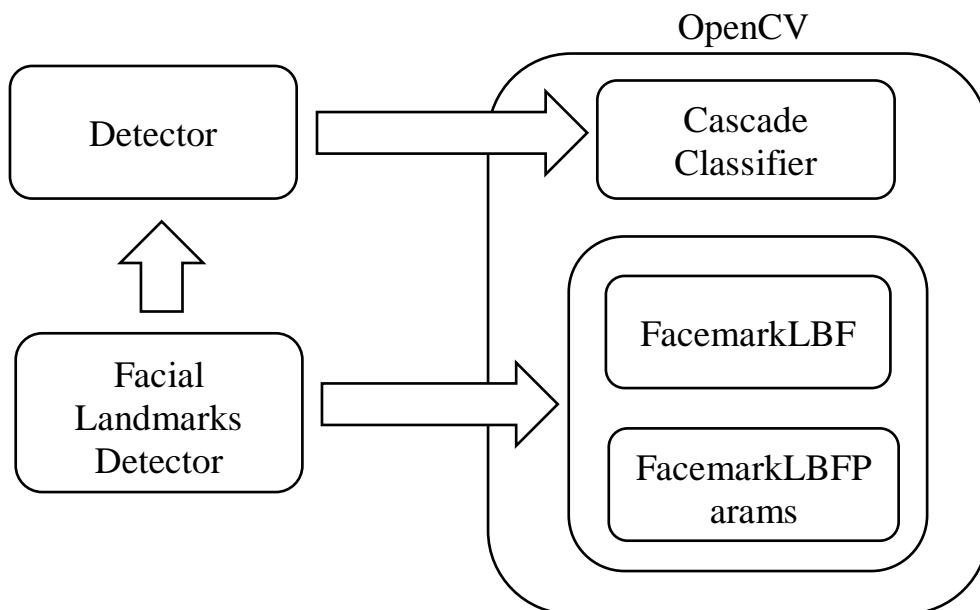 OpenCV
Detector
Cascade
Classifier
Facial
Landmarks
Detector
FacemarkLBF
FacemarkLBFP
arams